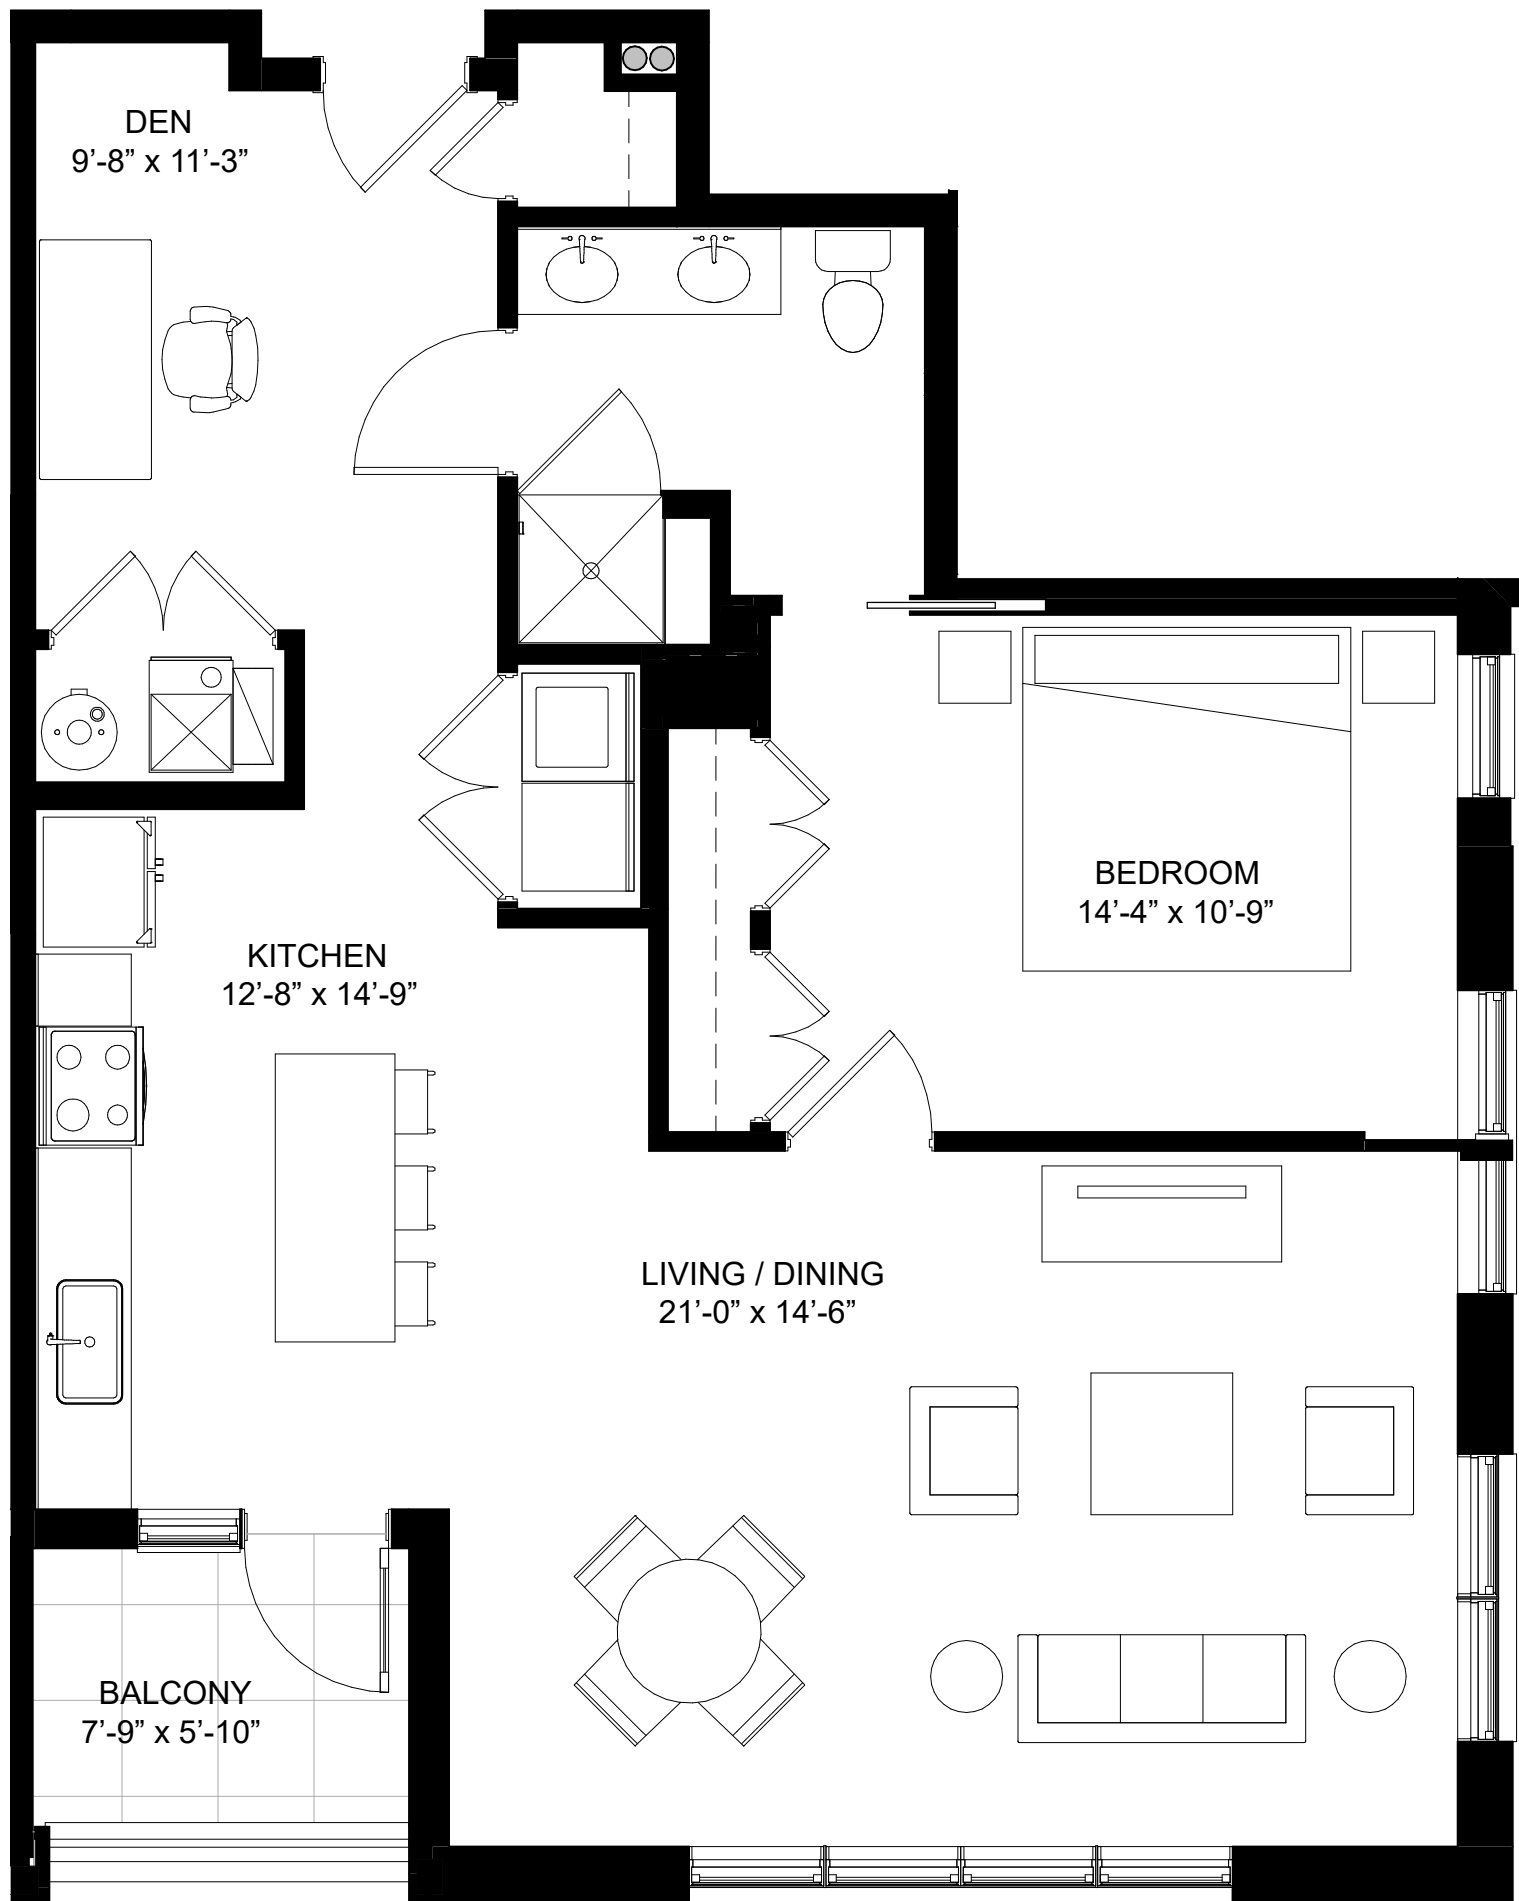 DEN
9’-8” x 11’-3”
BEDROOM
14’-4” x 10’-9”
KITCHEN
12’-8” x 14’-9”
LIVING / DINING
21’-0” x 14’-6”
BALCONY
7’-9” x 5’-10”